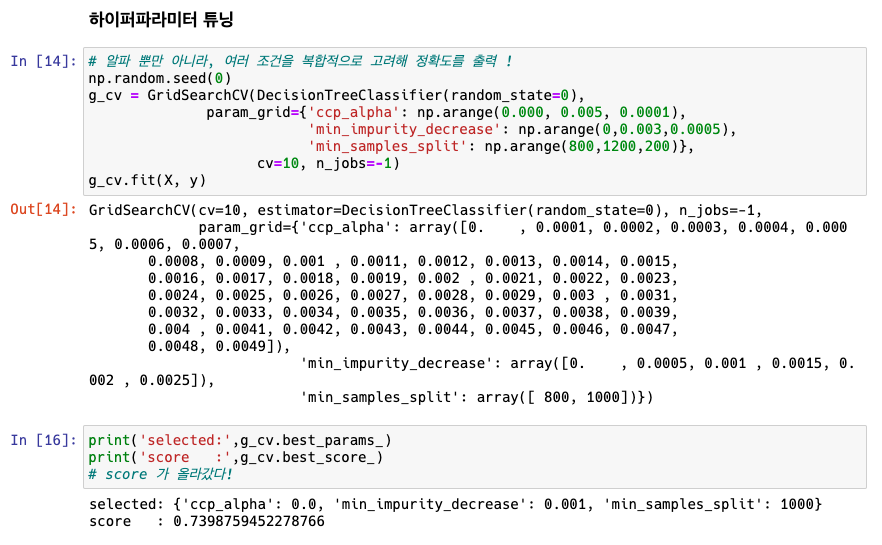 하이퍼파라미터 튜닝
In [14]: # 알파 뿐만 아니라, 여러 조건을 복합적으로 고려해 정확도를 출력 !
np.random.seed(0)
g_cv = GridSearchCV(DecisionTreeClassifier(random_state=0),
param_grid={'ccp_alpha': np.arange(0.000, 0.005, 0.0001),
'min_impurity_decrease': np.arange(0,0.003,0.0005),
'min_samples_split': np.arange(800,1200,200)},
cv=10, n_jobs=-1)
g_cv.fit(X, y)
Out[14]: GridSearchCV(cv=10, estimator=DecisionTreeClassifier(random_state=0), n_jobs=-1,
param_grid={'ccp_alpha': array([0.    , 0.0001, 0.0002, 0.0003, 0.0004, 0.000
5, 0.0006, 0.0007,
0.0008, 0.0009, 0.001 , 0.0011, 0.0012, 0.0013, 0.0014, 0.0015,
0.0016, 0.0017, 0.0018, 0.0019, 0.002 , 0.0021, 0.0022, 0.0023,
0.0024, 0.0025, 0.0026, 0.0027, 0.0028, 0.0029, 0.003 , 0.0031,
0.0032, 0.0033, 0.0034, 0.0035, 0.0036, 0.0037, 0.0038, 0.0039,
0.004 , 0.0041, 0.0042, 0.0043, 0.0044, 0.0045, 0.0046, 0.0047,
0.0048, 0.0049]),
'min_impurity_decrease': array([0.    , 0.0005, 0.001 , 0.0015, 0.
002 , 0.0025]),
'min_samples_split': array([ 800, 1000])})
In [16]: print('selected:',g_cv.best_params_)
print('score   :',g_cv.best_score_)
# score 가 올라갔다!
selected: {'ccp_alpha': 0.0, 'min_impurity_decrease': 0.001, 'min_samples_split': 1000}
score   : 0.7398759452278766